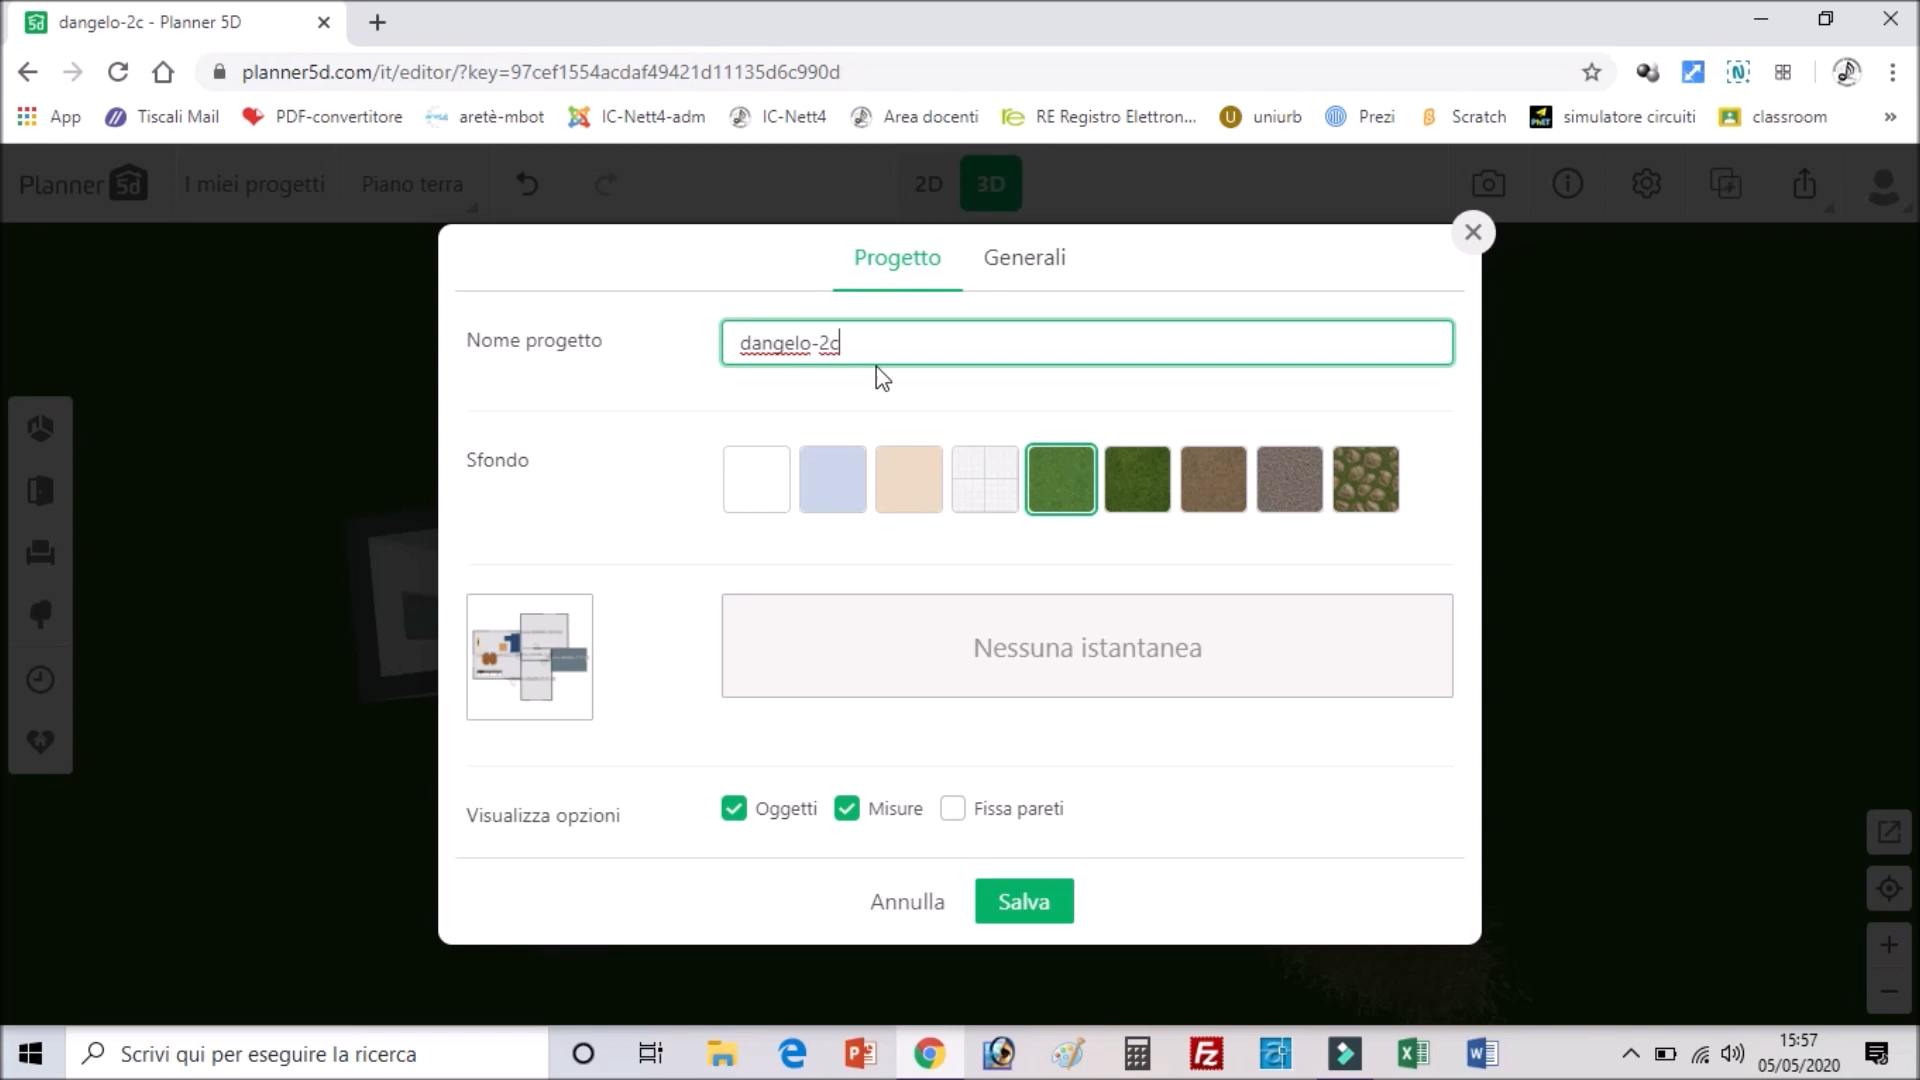 dangelo-2c - Planner 5D
planner5d.com/it/editor/?key=97cef1554acdaf49421d11135d6c990d
App Tiscali Mail PDF-convertitore aretè-mbot IC-Nett4-adm IC-Nett4 Area docenti RE Registro Elettron... uniurb Prezi Scratch simulatore circuiti classroom »
Planner 5d I miei progetti Piano terra 2D 3D
Progetto Generali
Nome progetto dangelo-2c
Sfondo
Nessuna istantanea
Visualizza opzioni Oggetti Misure Fissa pareti
Annulla Salva
Scrivi qui per eseguire la ricerca
15:57
05/05/2020